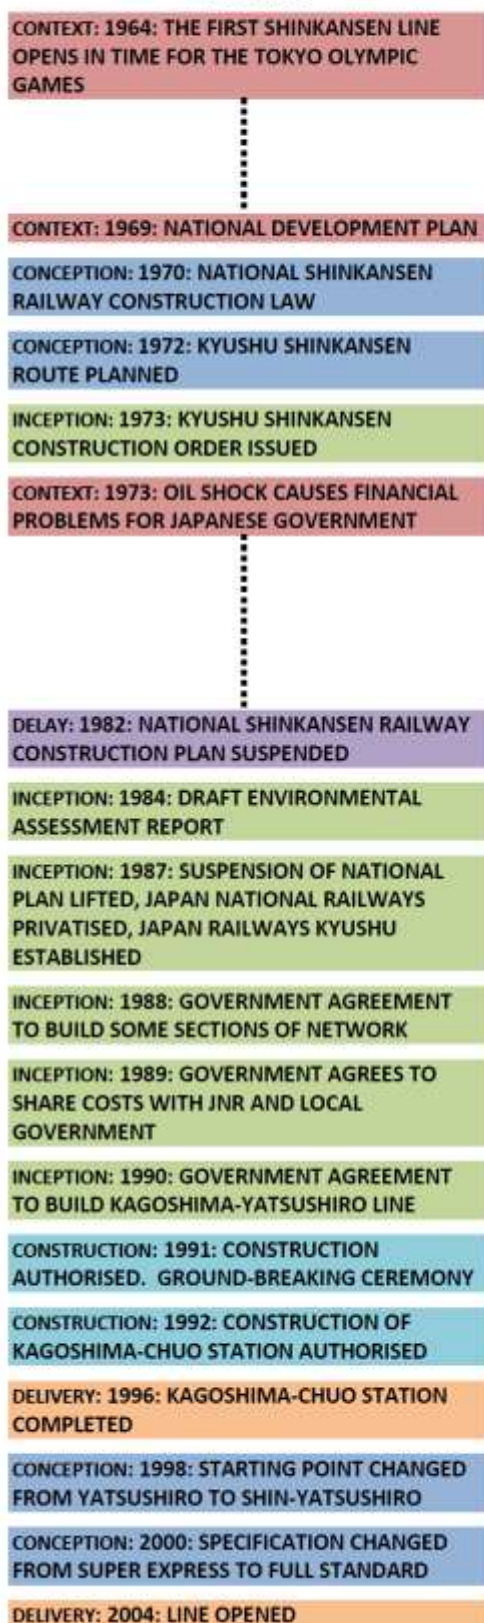 CONTEXT: 1964: THE FIRST SHINKANSEN LINE
OPENS IN TIME FOR THE TOKYO OLYMPIC
GAMES
CONTEXT: 1969: NATIONAL DEVELOPMENT PLAN
CONCEPTION: 1970: NATIONAL SHINKANSEN
RAILWAY CONSTRUCTION LAW
CONCEPTION: 1972: KYUSHU SHINKANSEN
ROUTE PLANNED
INCEPTION: 1973: KYUSHU SHINKANSEN
CONSTRUCTION ORDER ISSUED
CONTEXT: 1973: OIL SHOCK CAUSES FINANCIAL
PROBLEMS FOR JAPANESE GOVERNMENT
DELAY: 1982: NATIONAL SHINKANSEN RAILWAY
CONSTRUCTION PLAN SUSPENDED
INCEPTION: 1984: DRAFT ENVIRONMENTAL
ASSESSMENT REPORT
INCEPTION: 1987: SUSPENSION OF NATIONAL
PLAN LIFTED, JAPAN NATIONAL RAILWAYS
PRIVATISED, JAPAN RAILWAYS KYUSHU
ESTABLISHED
INCEPTION: 1988: GOVERNMENT AGREEMENT
TO BUILD SOME SECTIONS OF NETWORK
INCEPTION: 1989: GOVERNMENT AGREES TO
SHARE COSTS WITH JNR AND LOCAL
GOVERNMENT
INCEPTION: 1990: GOVERNMENT AGREEMENT
TO BUILD KAGOSHIMA-YATSUSHIRO LINE
CONSTRUCTION: 1991: CONSTRUCTION
AUTHORISED. GROUND-BREAKING CEREMONY
CONSTRUCTION: 1992: CONSTRUCTION OF
KAGOSHIMA-CHUO STATION AUTHORISED
DELIVERY: 1996: KAGOSHIMA-CHUO STATION
COMPLETED
CONCEPTION: 1998: STARTING POINT CHANGED
FROM YATSUSHIRO TO SHIN-YATSUSHIRO
CONCEPTION: 2000: SPECIFICATION CHANGED
FROM SUPER EXPRESS TO FULL STANDARD
DELIVERY: 2004: LINE OPENED